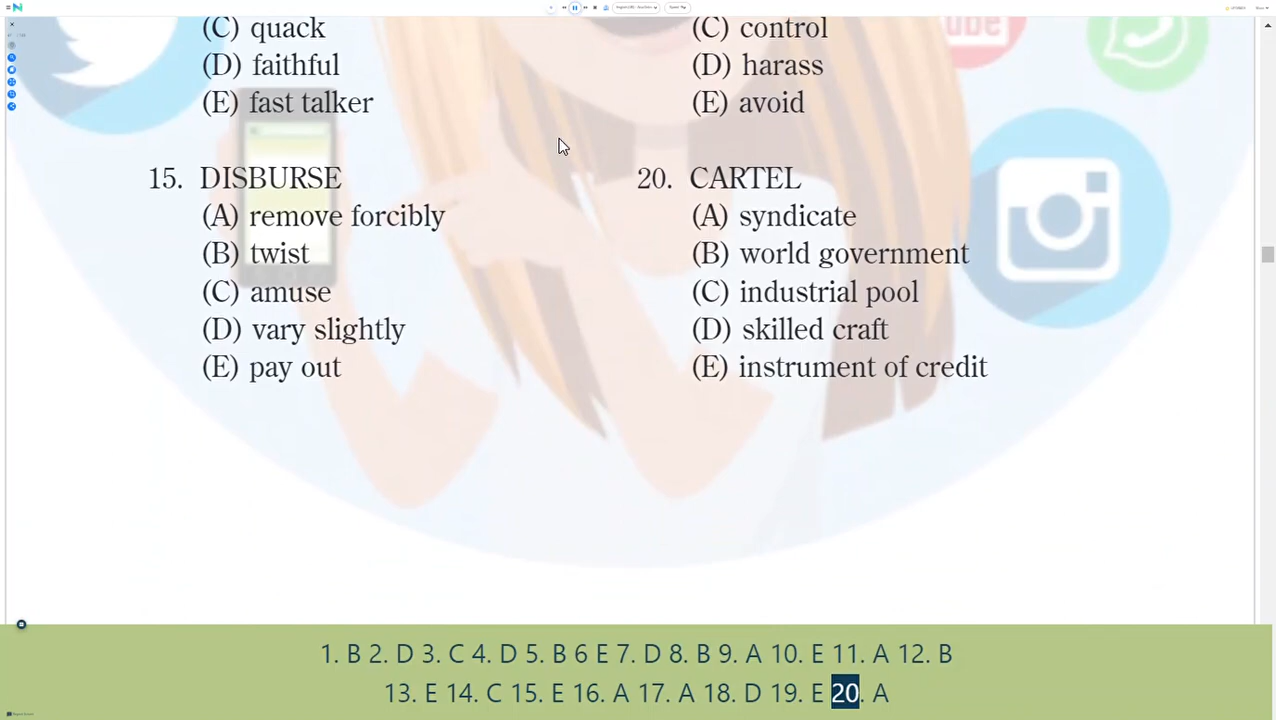 (C) quack
(D) faithful
(E) fast talker
15. DISBURSE
(A) remove forcibly
(B) twist
(C) amuse
(D) vary slightly
(E) pay out
(C) control
(D) harass
(E) avoid
20. CARTEL
(A) syndicate
(B) world government
(C) industrial pool
(D) skilled craft
(E) instrument of credit
1. B 2. D 3. C 4. D 5. B 6 E 7. D 8. B 9. A 10. E 11. A 12. B
13. E 14. C 15. E 16. A 17. A 18. D 19. E 20. A